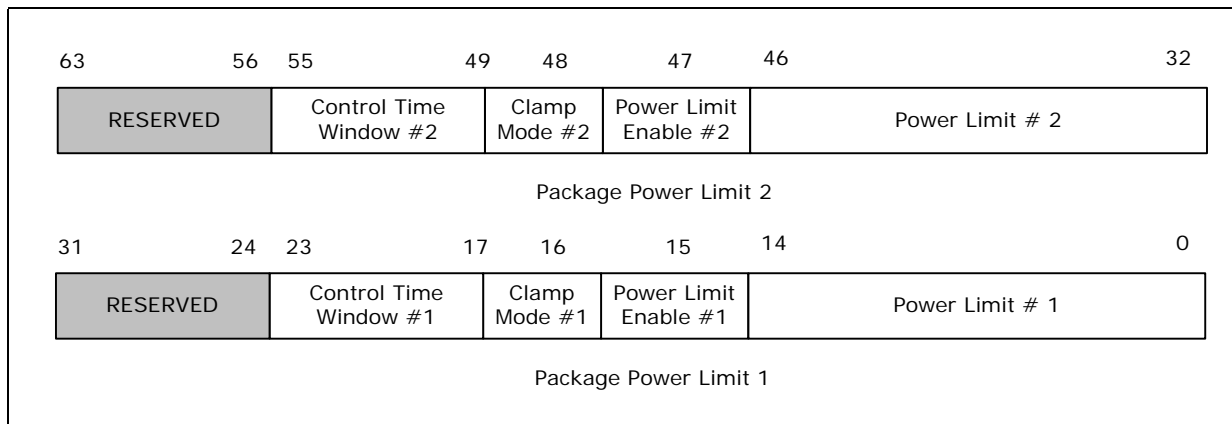 63 56 55 49 48 47 46 32
RESERVED
Control Time
Window #2
Clamp
Mode #2
Power Limit
Enable #2
Power Limit # 2
Package Power Limit 2
31 24 23 17 16 15 14 0
RESERVED
Control Time
Window #1
Clamp
Mode #1
Power Limit
Enable #1
Power Limit # 1
Package Power Limit 1